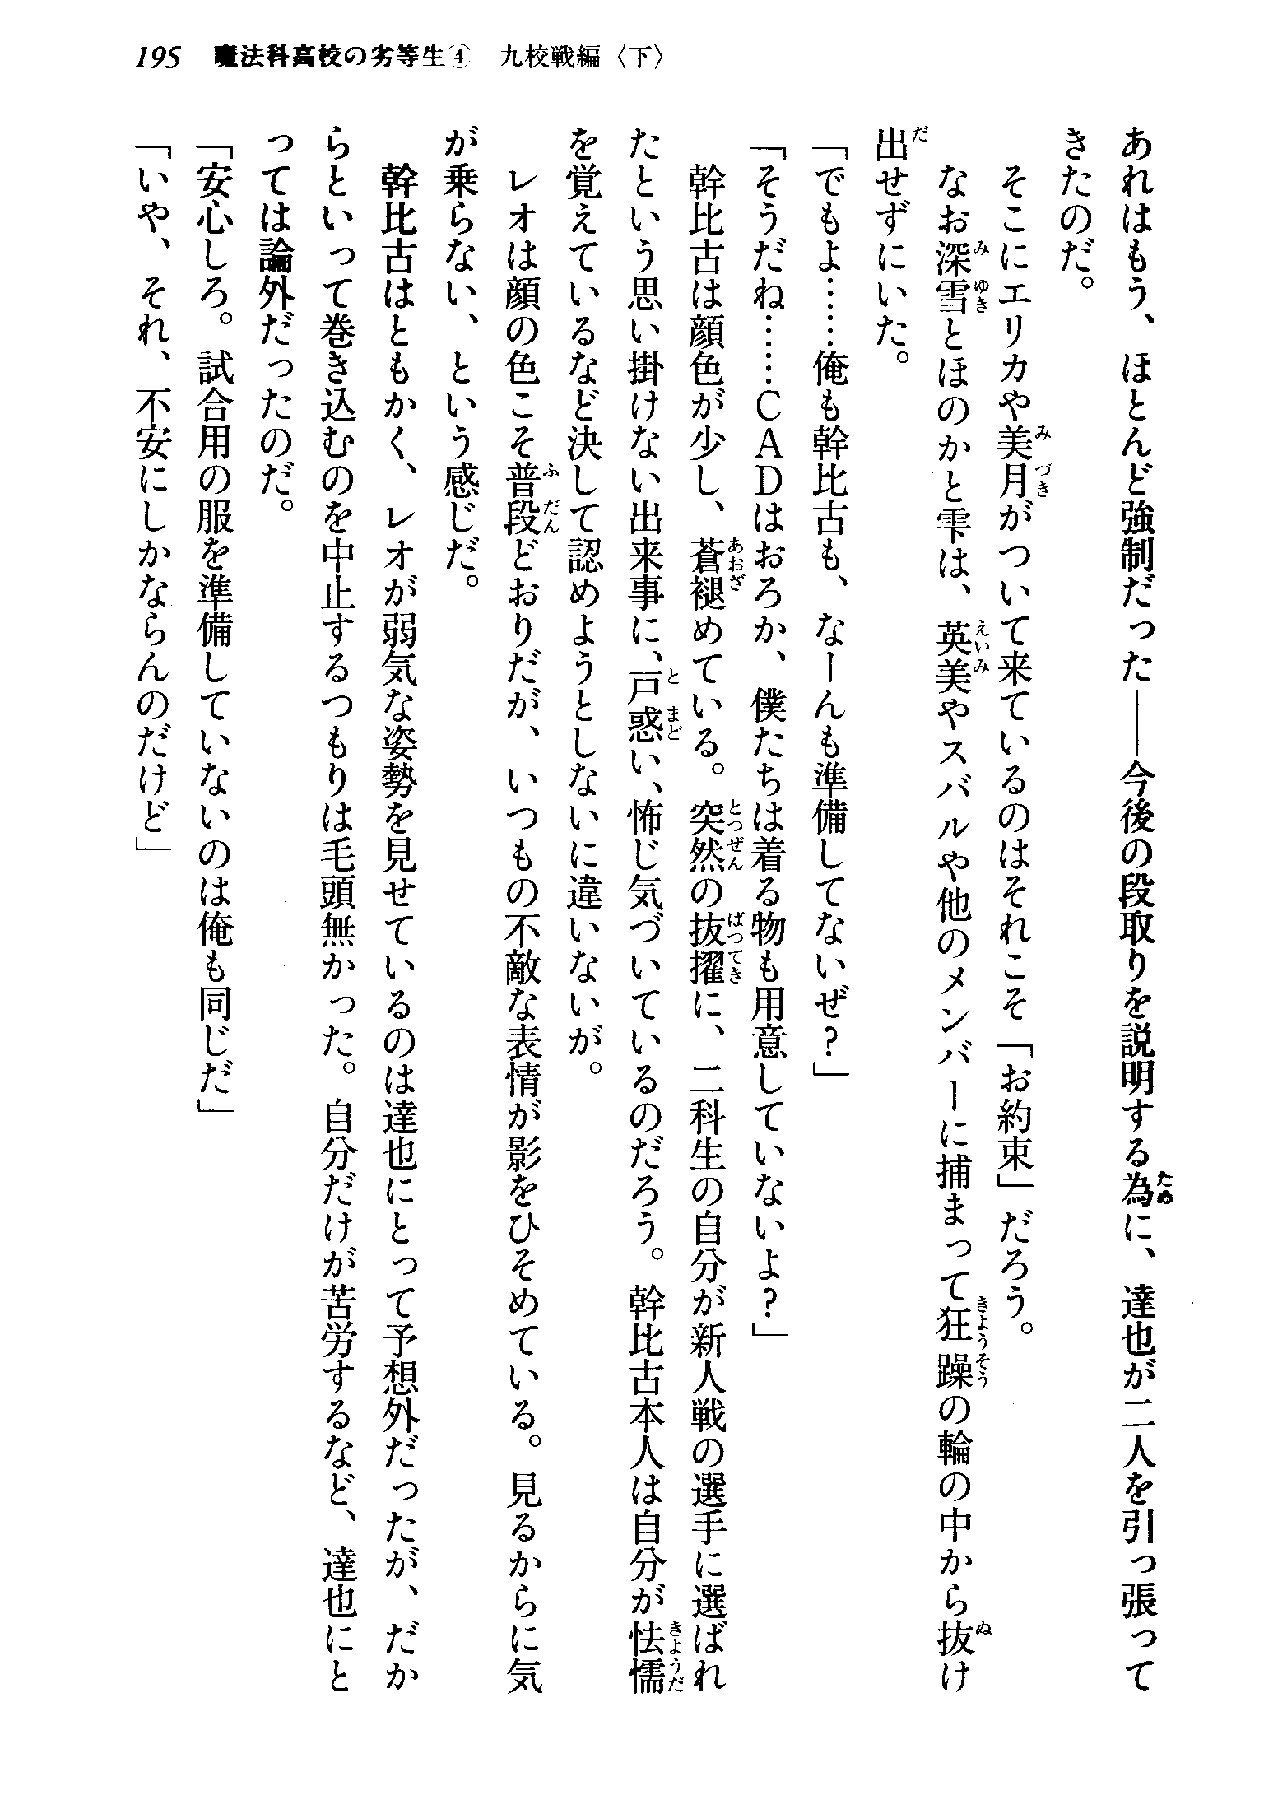 195 魔法科高校の劣等生④ 九校戦編〈下〉
あれはもう、ほとんど強制だった――今後の段取りを説明する為に、達也が二人を引っ張って
きたのだ。
そこにエリカや美月がついて来ているのはそれこそ「お約束」だろう。
なお深雪とほのかと雫は、英美やスバルや他のメンバーに捕まって狂躁の輪の中から抜け
出せずにいた。
「でもよ……俺も幹比古も、なーんも準備してないぜ？」
「そうだね……ＣＡＤはおろか、僕たちは着る物も用意していないよ？」
幹比古は顔色が少し、蒼褪めている。突然の抜擢に、二科生の自分が新人戦の選手に選ばれ
たという思い掛けない出来事に、戸惑い、怖じ気づいているのだろう。幹比古本人は自分が怯懦
を覚えているなど決して認めようとしないに違いないが。
レオは顔の色こそ普段どおりだが、いつもの不敵な表情が影をひそめている。見るからに気
が乗らない、という感じだ。
幹比古はともかく、レオが弱気な姿勢を見せているのは達也にとって予想外だったが、だか
らといって巻き込むのを中止するつもりは毛頭無かった。自分だけが苦労するなど、達也にと
っては論外だったのだ。
「安心しろ。試合用の服を準備していないのは俺も同じだ」
「いや、それ、不安にしかならんのだけど」